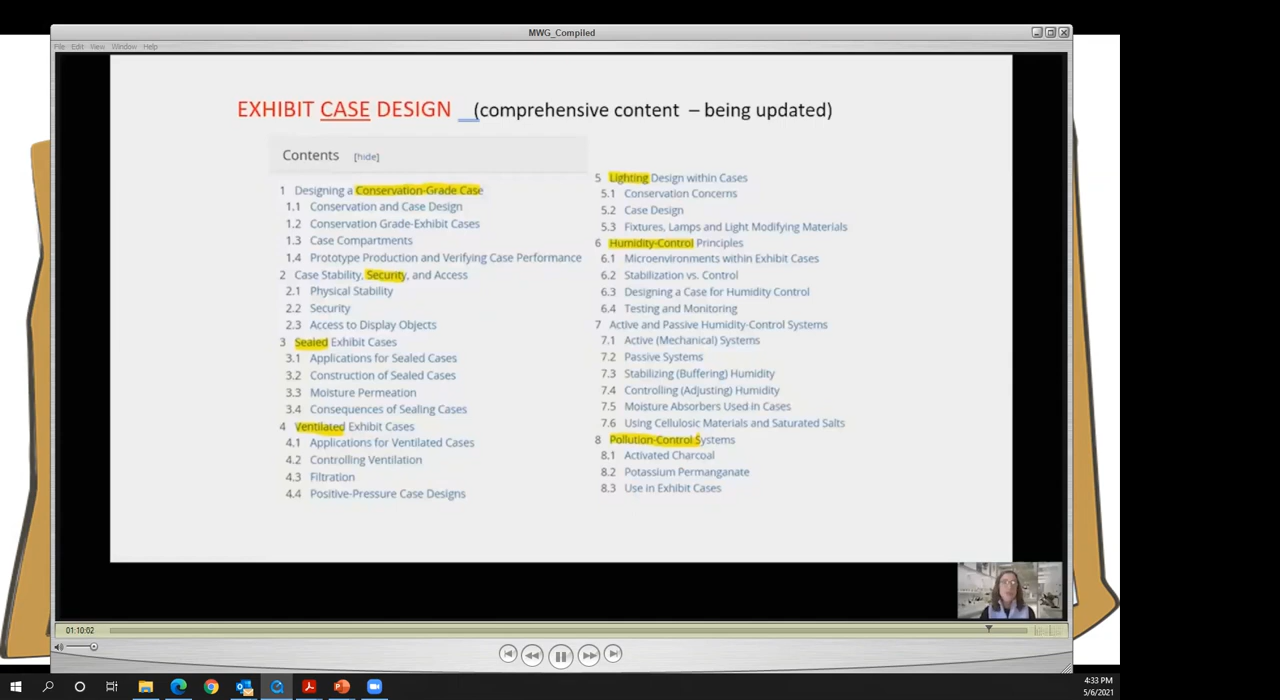 MWG_Compiled
File Edit View Window Help
EXHIBIT CASE DESIGN (comprehensive content – being updated)
Contents [hide]
1 Designing a Conservation-Grade Case
1.1 Conservation and Case Design
1.2 Conservation Grade-Exhibit Cases
1.3 Case Compartments
1.4 Prototype Production and Verifying Case Performance
2 Case Stability, Security, and Access
2.1 Physical Stability
2.2 Security
2.3 Access to Display Objects
3 Sealed Exhibit Cases
3.1 Applications for Sealed Cases
3.2 Construction of Sealed Cases
3.3 Moisture Permeation
3.4 Consequences of Sealing Cases
4 Ventilated Exhibit Cases
4.1 Applications for Ventilated Cases
4.2 Controlling Ventilation
4.3 Filtration
4.4 Positive-Pressure Case Designs
5 Lighting Design within Cases
5.1 Conservation Concerns
5.2 Case Design
5.3 Fixtures, Lamps and Light Modifying Materials
6 Humidity-Control Principles
6.1 Microenvironments within Exhibit Cases
6.2 Stabilization vs. Control
6.3 Designing a Case for Humidity Control
6.4 Testing and Monitoring
7 Active and Passive Humidity-Control Systems
7.1 Active (Mechanical) Systems
7.2 Passive Systems
7.3 Stabilizing (Buffering) Humidity
7.4 Controlling (Adjusting) Humidity
7.5 Moisture Absorbers Used in Cases
7.6 Using Cellulosic Materials and Saturated Salts
8 Pollution-Control Systems
8.1 Activated Charcoal
8.2 Potassium Permanganate
8.3 Use in Exhibit Cases
01:10:02
4:33 PM
5/6/2021